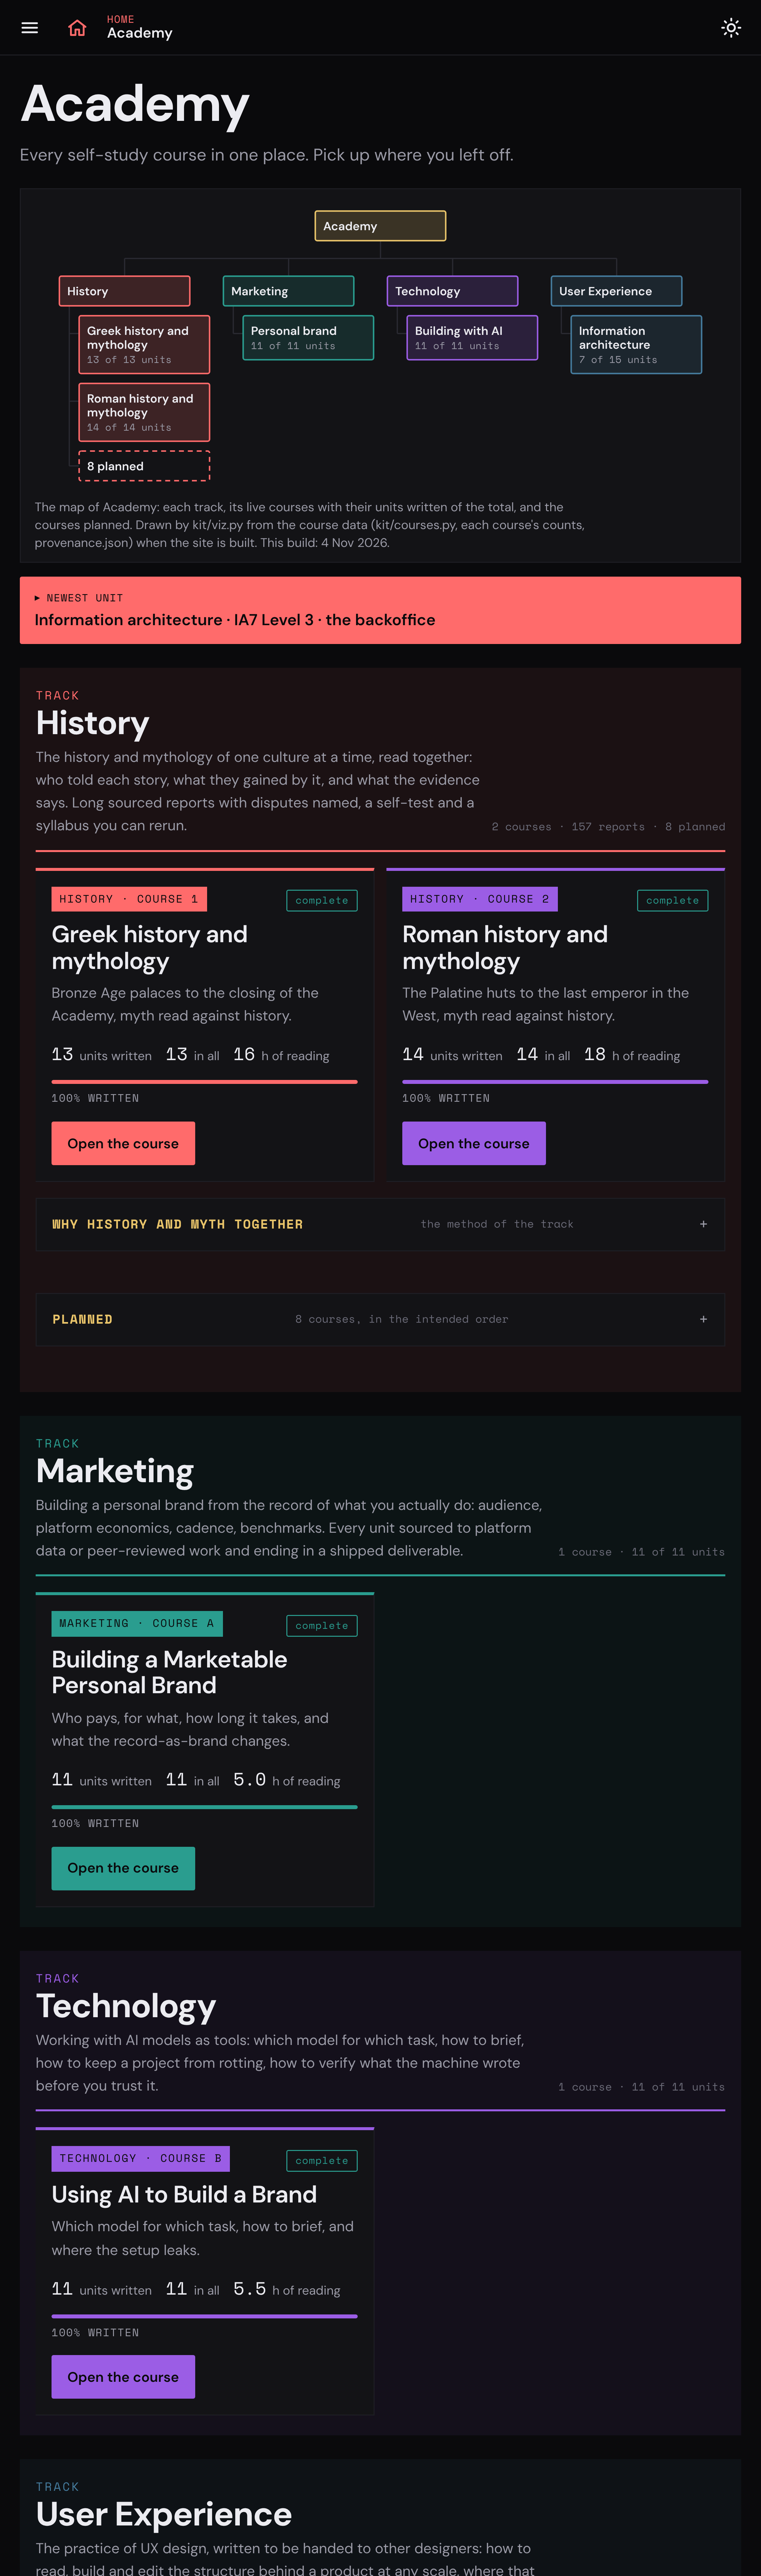 HOME
Academy
Academy
Every self-study course in one place. Pick up where you left off.
Academy
History
Marketing
Technology
User Experience
Greek history and
mythology
13 of 13 units
Personal brand
11 of 11 units
Building with AI
11 of 11 units
Information
architecture
7 of 15 units
Roman history and
mythology
14 of 14 units
8 planned
The map of Academy: each track, its live courses with their units written of the total, and the
courses planned. Drawn by kit/viz.py from the course data (kit/courses.py, each course's counts,
provenance.json) when the site is built. This build: 4 Nov 2026.
▸ NEWEST UNIT
Information architecture · IA7 Level 3 · the backoffice
TRACK
History
The history and mythology of one culture at a time, read together:
who told each story, what they gained by it, and what the evidence
says. Long sourced reports with disputes named, a self-test and a
syllabus you can rerun.
2 courses · 157 reports · 8 planned
HISTORY · COURSE 1
complete
Greek history and
mythology
Bronze Age palaces to the closing of the
Academy, myth read against history.
13 units written 13 in all 16 h of reading
100% WRITTEN
Open the course
HISTORY · COURSE 2
complete
Roman history and
mythology
The Palatine huts to the last emperor in the
West, myth read against history.
14 units written 14 in all 18 h of reading
100% WRITTEN
Open the course
WHY HISTORY AND MYTH TOGETHER the method of the track +
PLANNED 8 courses, in the intended order +
TRACK
Marketing
Building a personal brand from the record of what you actually do: audience,
platform economics, cadence, benchmarks. Every unit sourced to platform
data or peer-reviewed work and ending in a shipped deliverable.
1 course · 11 of 11 units
MARKETING · COURSE A
complete
Building a Marketable
Personal Brand
Who pays, for what, how long it takes, and
what the record-as-brand changes.
11 units written 11 in all 5.0 h of reading
100% WRITTEN
Open the course
TRACK
Technology
Working with AI models as tools: which model for which task, how to brief,
how to keep a project from rotting, how to verify what the machine wrote
before you trust it.
1 course · 11 of 11 units
TECHNOLOGY · COURSE B
complete
Using AI to Build a Brand
Which model for which task, how to brief, and
where the setup leaks.
11 units written 11 in all 5.5 h of reading
100% WRITTEN
Open the course
TRACK
User Experience
The practice of UX design, written to be handed to other designers: how to
read, build and edit the structure behind a product at any scale, where that